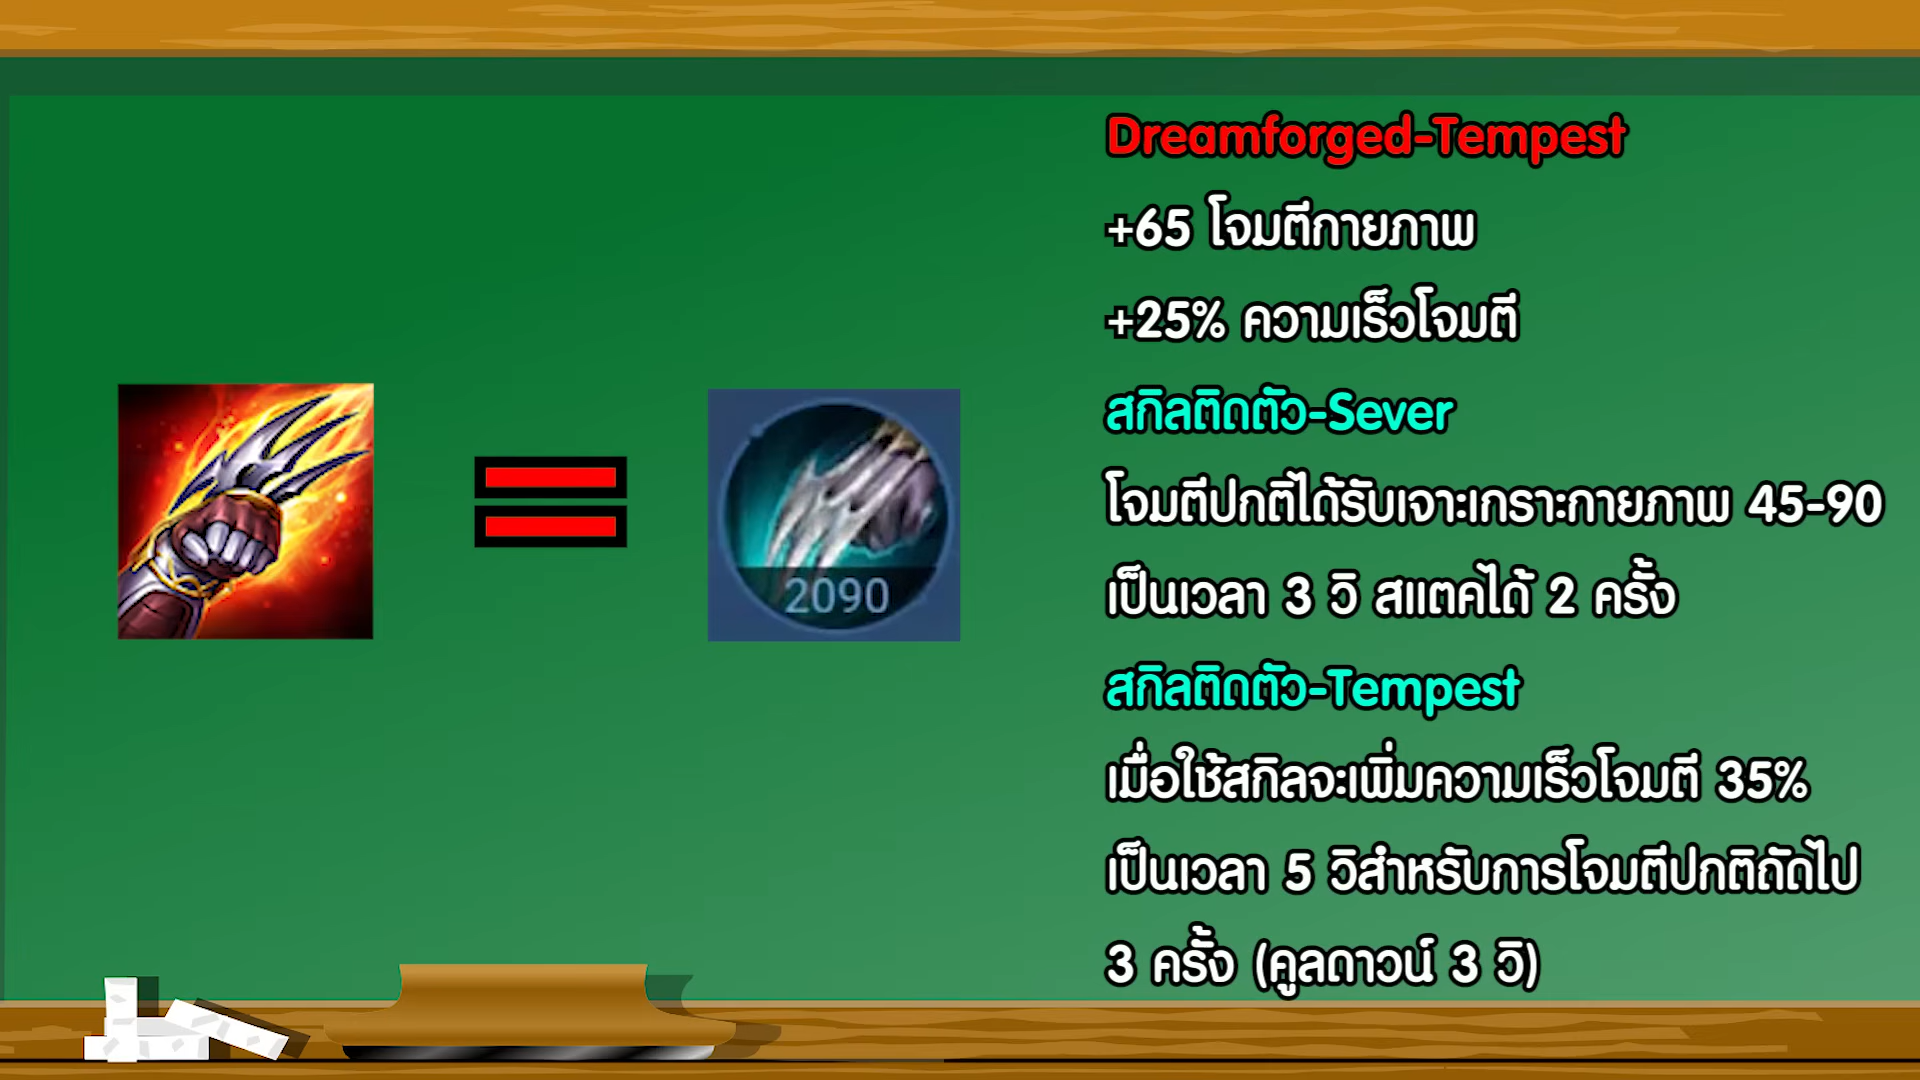 Dreamforged-Tempest
+65 โจมตีกายภาพ
+25% ความเร็วโจมตี
สกิลติดตัว-Sever
โจมตีปกติได้รับเจาะเกราะกายภาพ 45-90
เป็นเวลา 3 วิ สแตคได้ 2 ครั้ง
สกิลติดตัว-Tempest
เมื่อใช้สกิลจะเพิ่มความเร็วโจมตี 35%
เป็นเวลา 5 วิสำหรับการโจมตีปกติถัดไป
3 ครั้ง (คูลดาวน์ 3 วิ)
2090